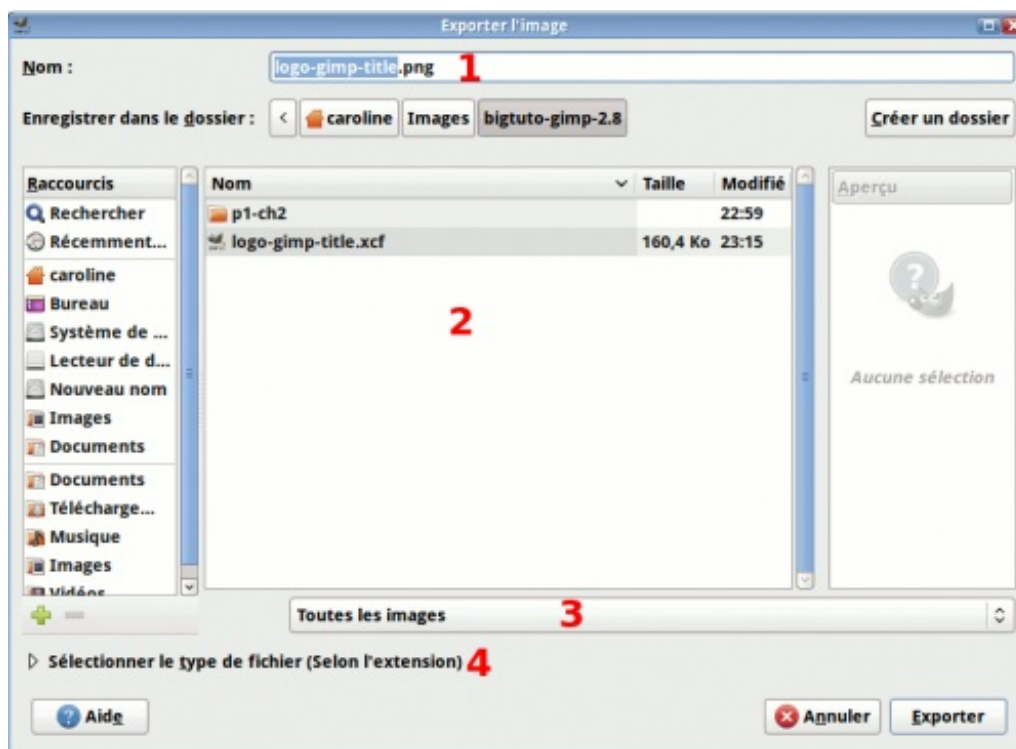 Exporter l'image
Nom :
logo-gimp-title.png 1
Enregistrer dans le dossier : < caroline Images bigtuto-gimp-2.8 Créer un dossier
Raccourcis
Rechercher
Récemment...
caroline
Bureau
Système de ...
Lecteur de d...
Nouveau nom
Images
Documents
Documents
Télécharge...
Musique
Images
Vidéos
Nom Taille Modifié
p1-ch2 22:59
logo-gimp-title.xcf 160,4 Ko 23:15
2
Aperçu
Aucune sélection
Toutes les images 3
Sélectionner le type de fichier (Selon l'extension) 4
Aide Annuler Exporter